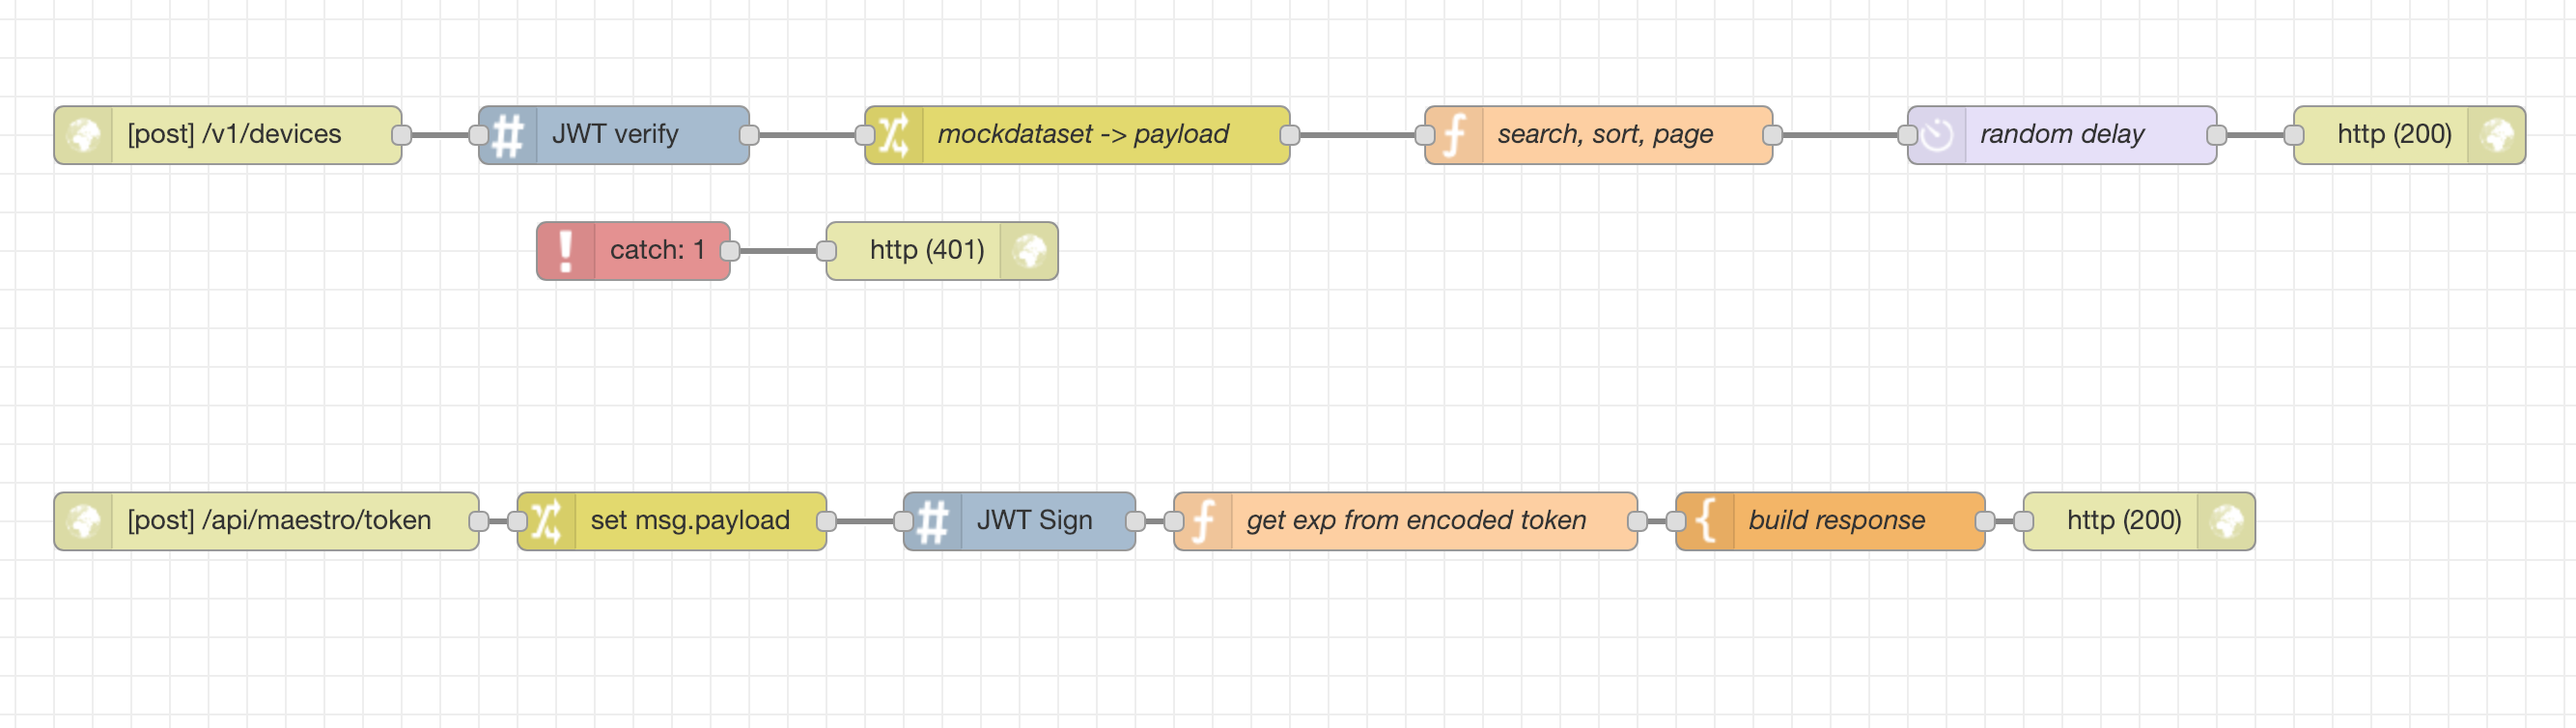 [post] /v1/devices
JWT verify
mockdataset -> payload
search, sort, page
random delay
http (200)
catch: 1
http (401)
[post] /api/maestro/token
set msg.payload
JWT Sign
get exp from encoded token
build response
http (200)